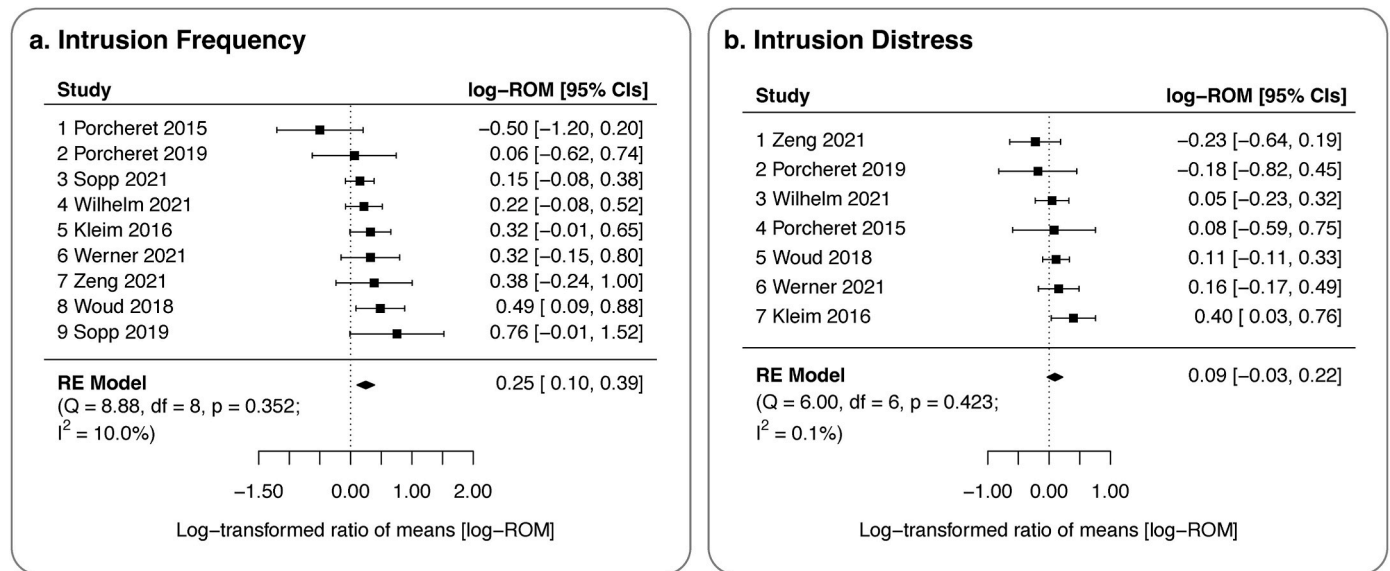 a. Intrusion Frequency
Study log−ROM [95% CIs]
1 Porcheret 2015 −0.50 [−1.20, 0.20]
2 Porcheret 2019 0.06 [−0.62, 0.74]
3 Sopp 2021 0.15 [−0.08, 0.38]
4 Wilhelm 2021 0.22 [−0.08, 0.52]
5 Kleim 2016 0.32 [−0.01, 0.65]
6 Werner 2021 0.32 [−0.15, 0.80]
7 Zeng 2021 0.38 [−0.24, 1.00]
8 Woud 2018 0.49 [ 0.09, 0.88]
9 Sopp 2019 0.76 [−0.01, 1.52]
RE Model 0.25 [ 0.10, 0.39]
(Q = 8.88, df = 8, p = 0.352;
I² = 10.0%)
−1.50 0.00 1.00 2.00
Log−transformed ratio of means [log−ROM]
b. Intrusion Distress
Study log−ROM [95% CIs]
1 Zeng 2021 −0.23 [−0.64, 0.19]
2 Porcheret 2019 −0.18 [−0.82, 0.45]
3 Wilhelm 2021 0.05 [−0.23, 0.32]
4 Porcheret 2015 0.08 [−0.59, 0.75]
5 Woud 2018 0.11 [−0.11, 0.33]
6 Werner 2021 0.16 [−0.17, 0.49]
7 Kleim 2016 0.40 [ 0.03, 0.76]
RE Model 0.09 [−0.03, 0.22]
(Q = 6.00, df = 6, p = 0.423;
I² = 0.1%)
−1.00 0.00 1.00
Log−transformed ratio of means [log−ROM]